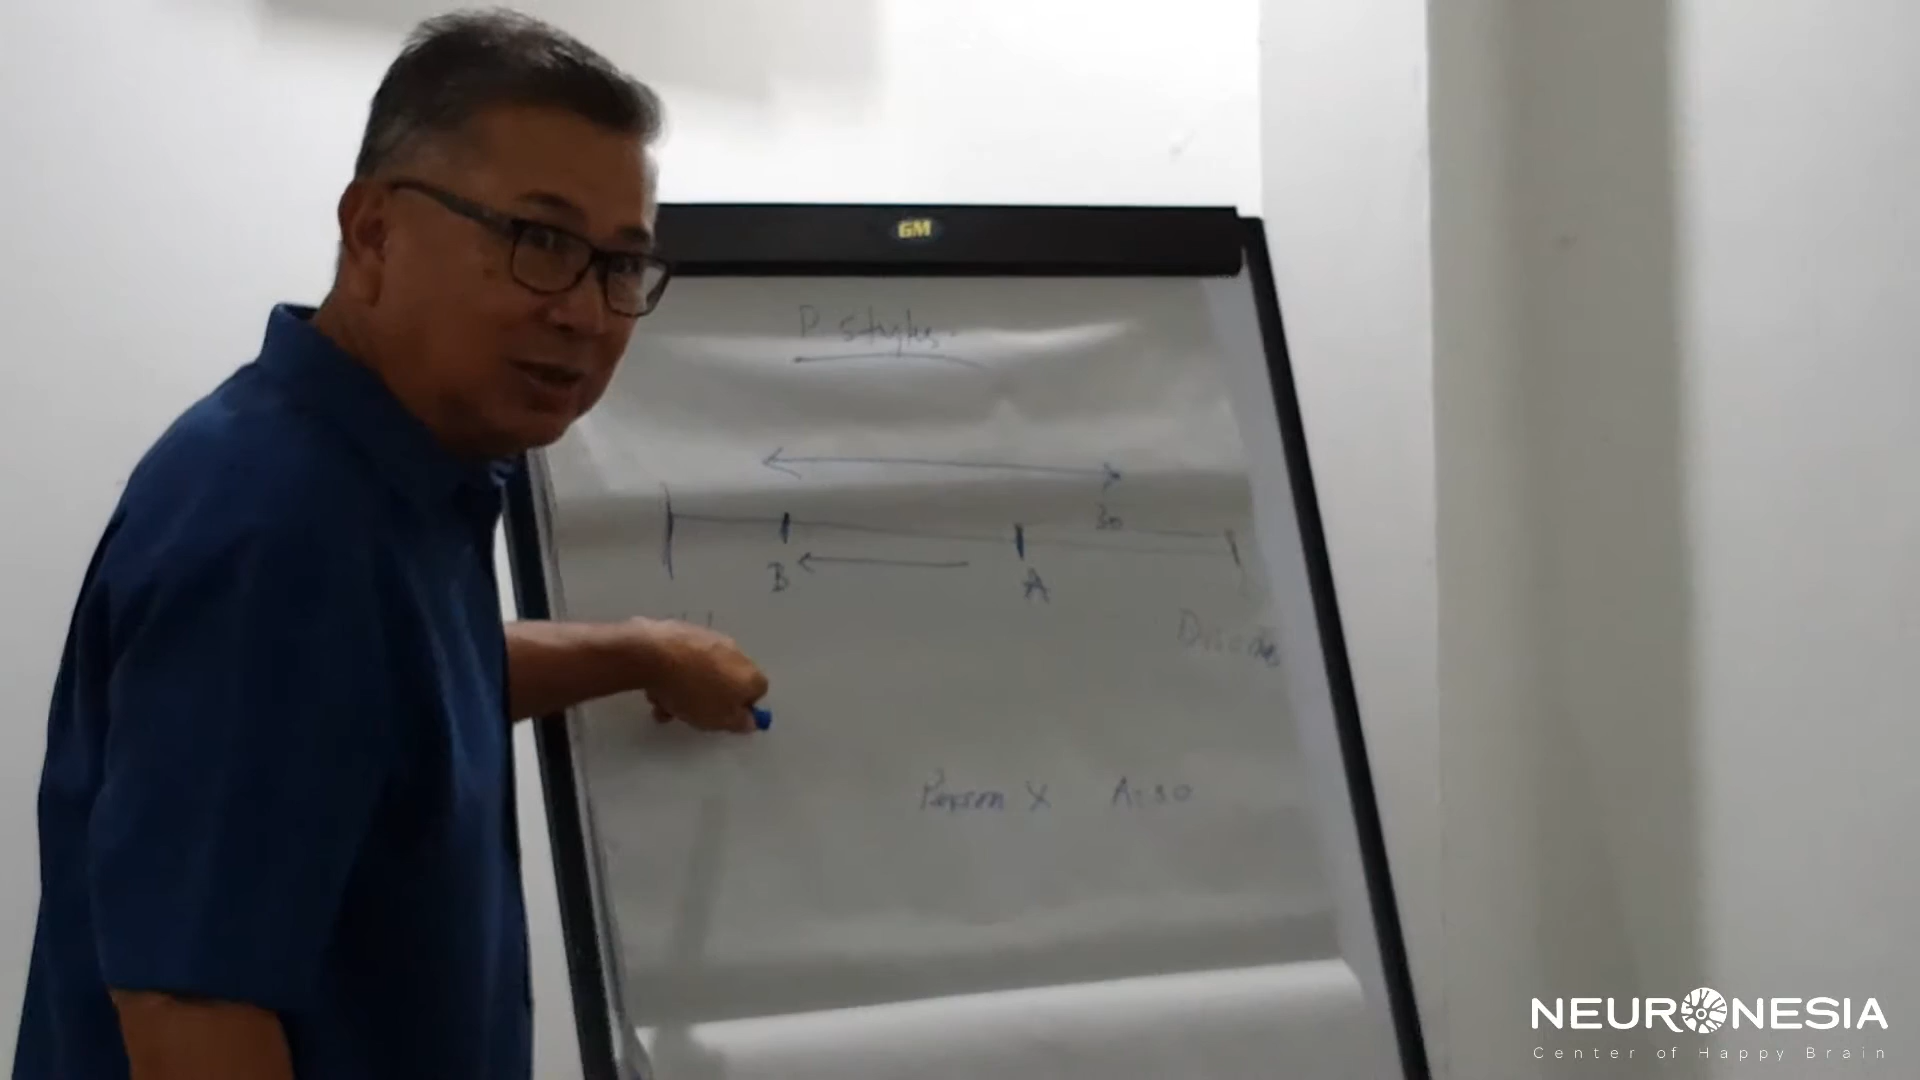 GM
P. Styles.
30
B
A
Person X A: 30
NEURONESIA
Center of Happy Brain